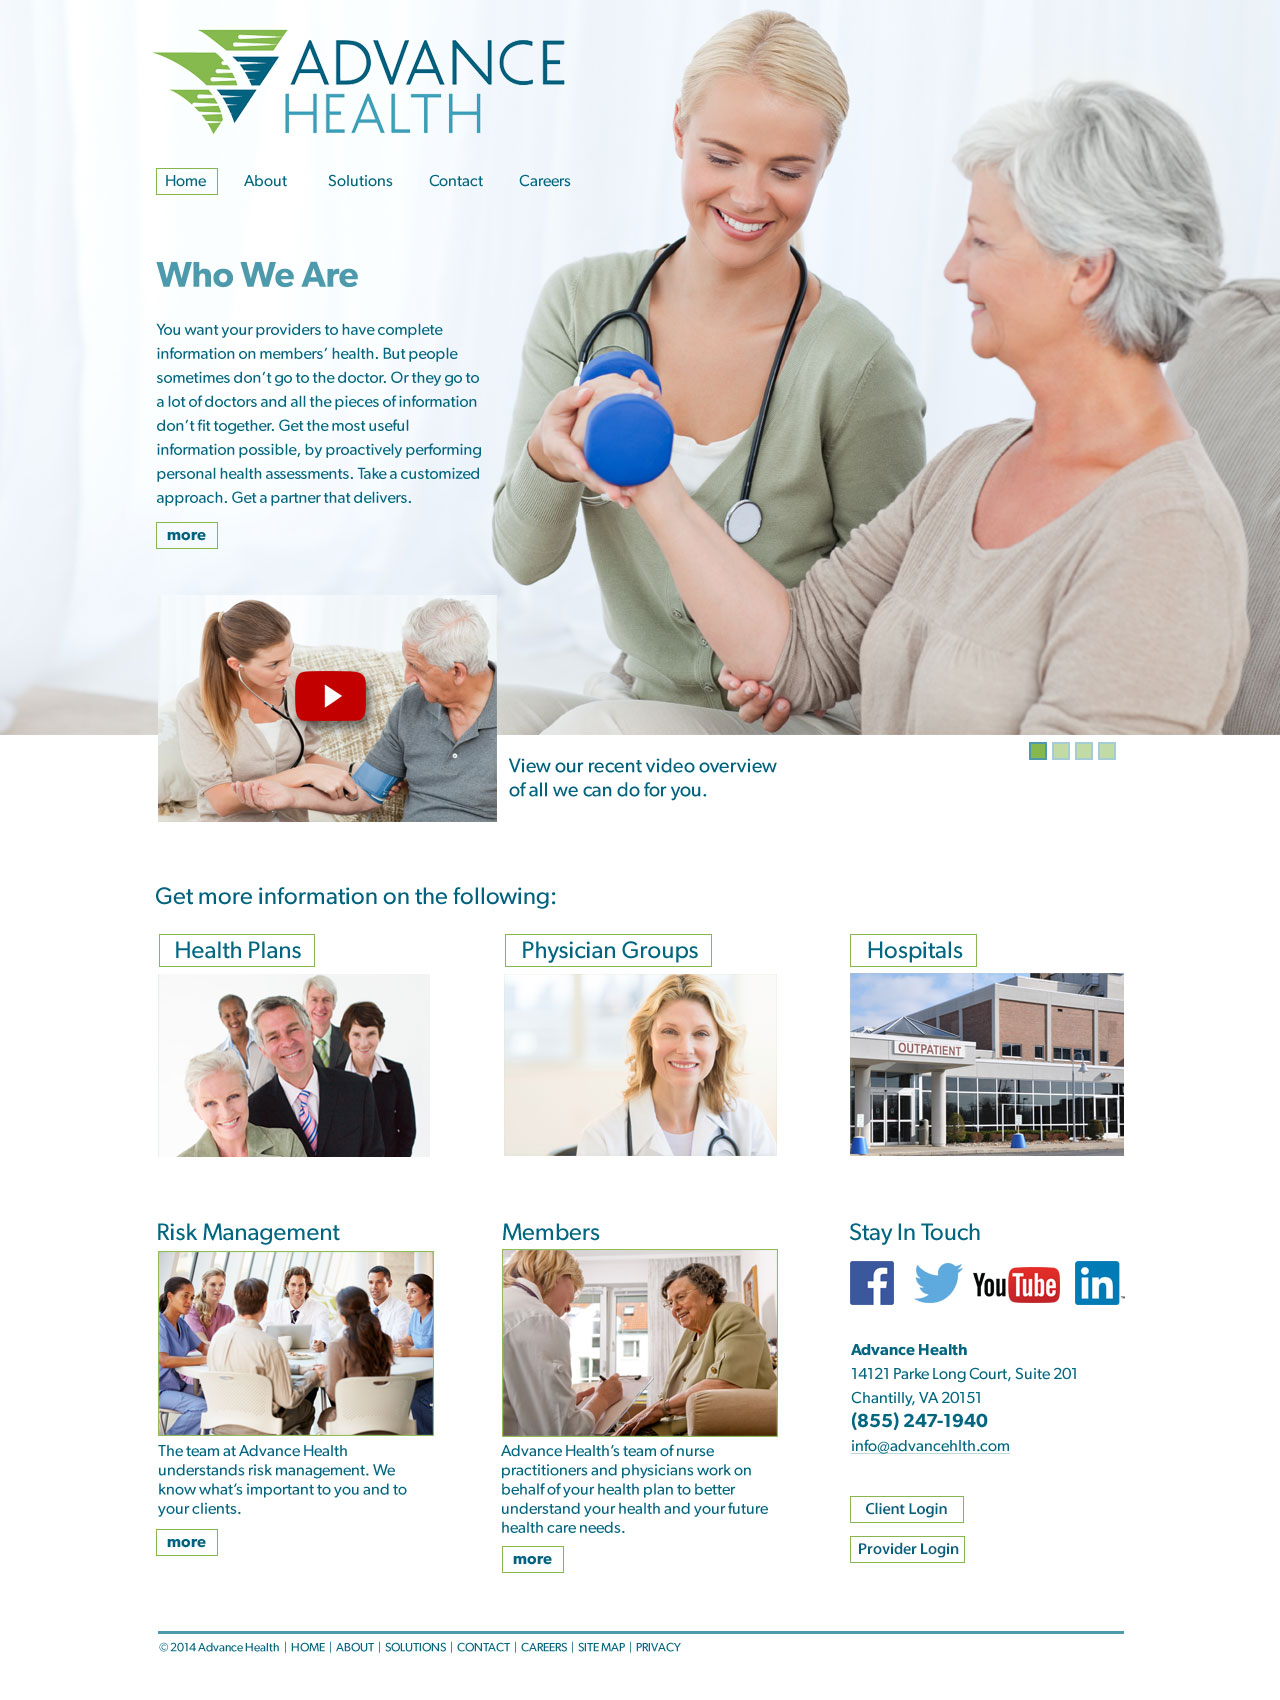 ADVANCE
HEALTH
Home About Solutions Contact Careers
Who We Are
You want your providers to have complete
information on members’ health. But people
sometimes don’t go to the doctor. Or they go to
a lot of doctors and all the pieces of information
don’t fit together. Get the most useful
information possible, by proactively performing
personal health assessments. Take a customized
approach. Get a partner that delivers.
more
View our recent video overview
of all we can do for you.
Get more information on the following:
Health Plans
Physician Groups
Hospitals
OUTPATIENT
Risk Management
The team at Advance Health
understands risk management. We
know what’s important to you and to
your clients.
more
Members
Advance Health’s team of nurse
practitioners and physicians work on
behalf of your health plan to better
understand your health and your future
health care needs.
more
Stay In Touch
f YouTube in ™
Advance Health
14121 Parke Long Court, Suite 201
Chantilly, VA 20151
(855) 247-1940
info@advancehlth.com
Client Login
Provider Login
© 2014 Advance Health | HOME | ABOUT | SOLUTIONS | CONTACT | CAREERS | SITE MAP | PRIVACY